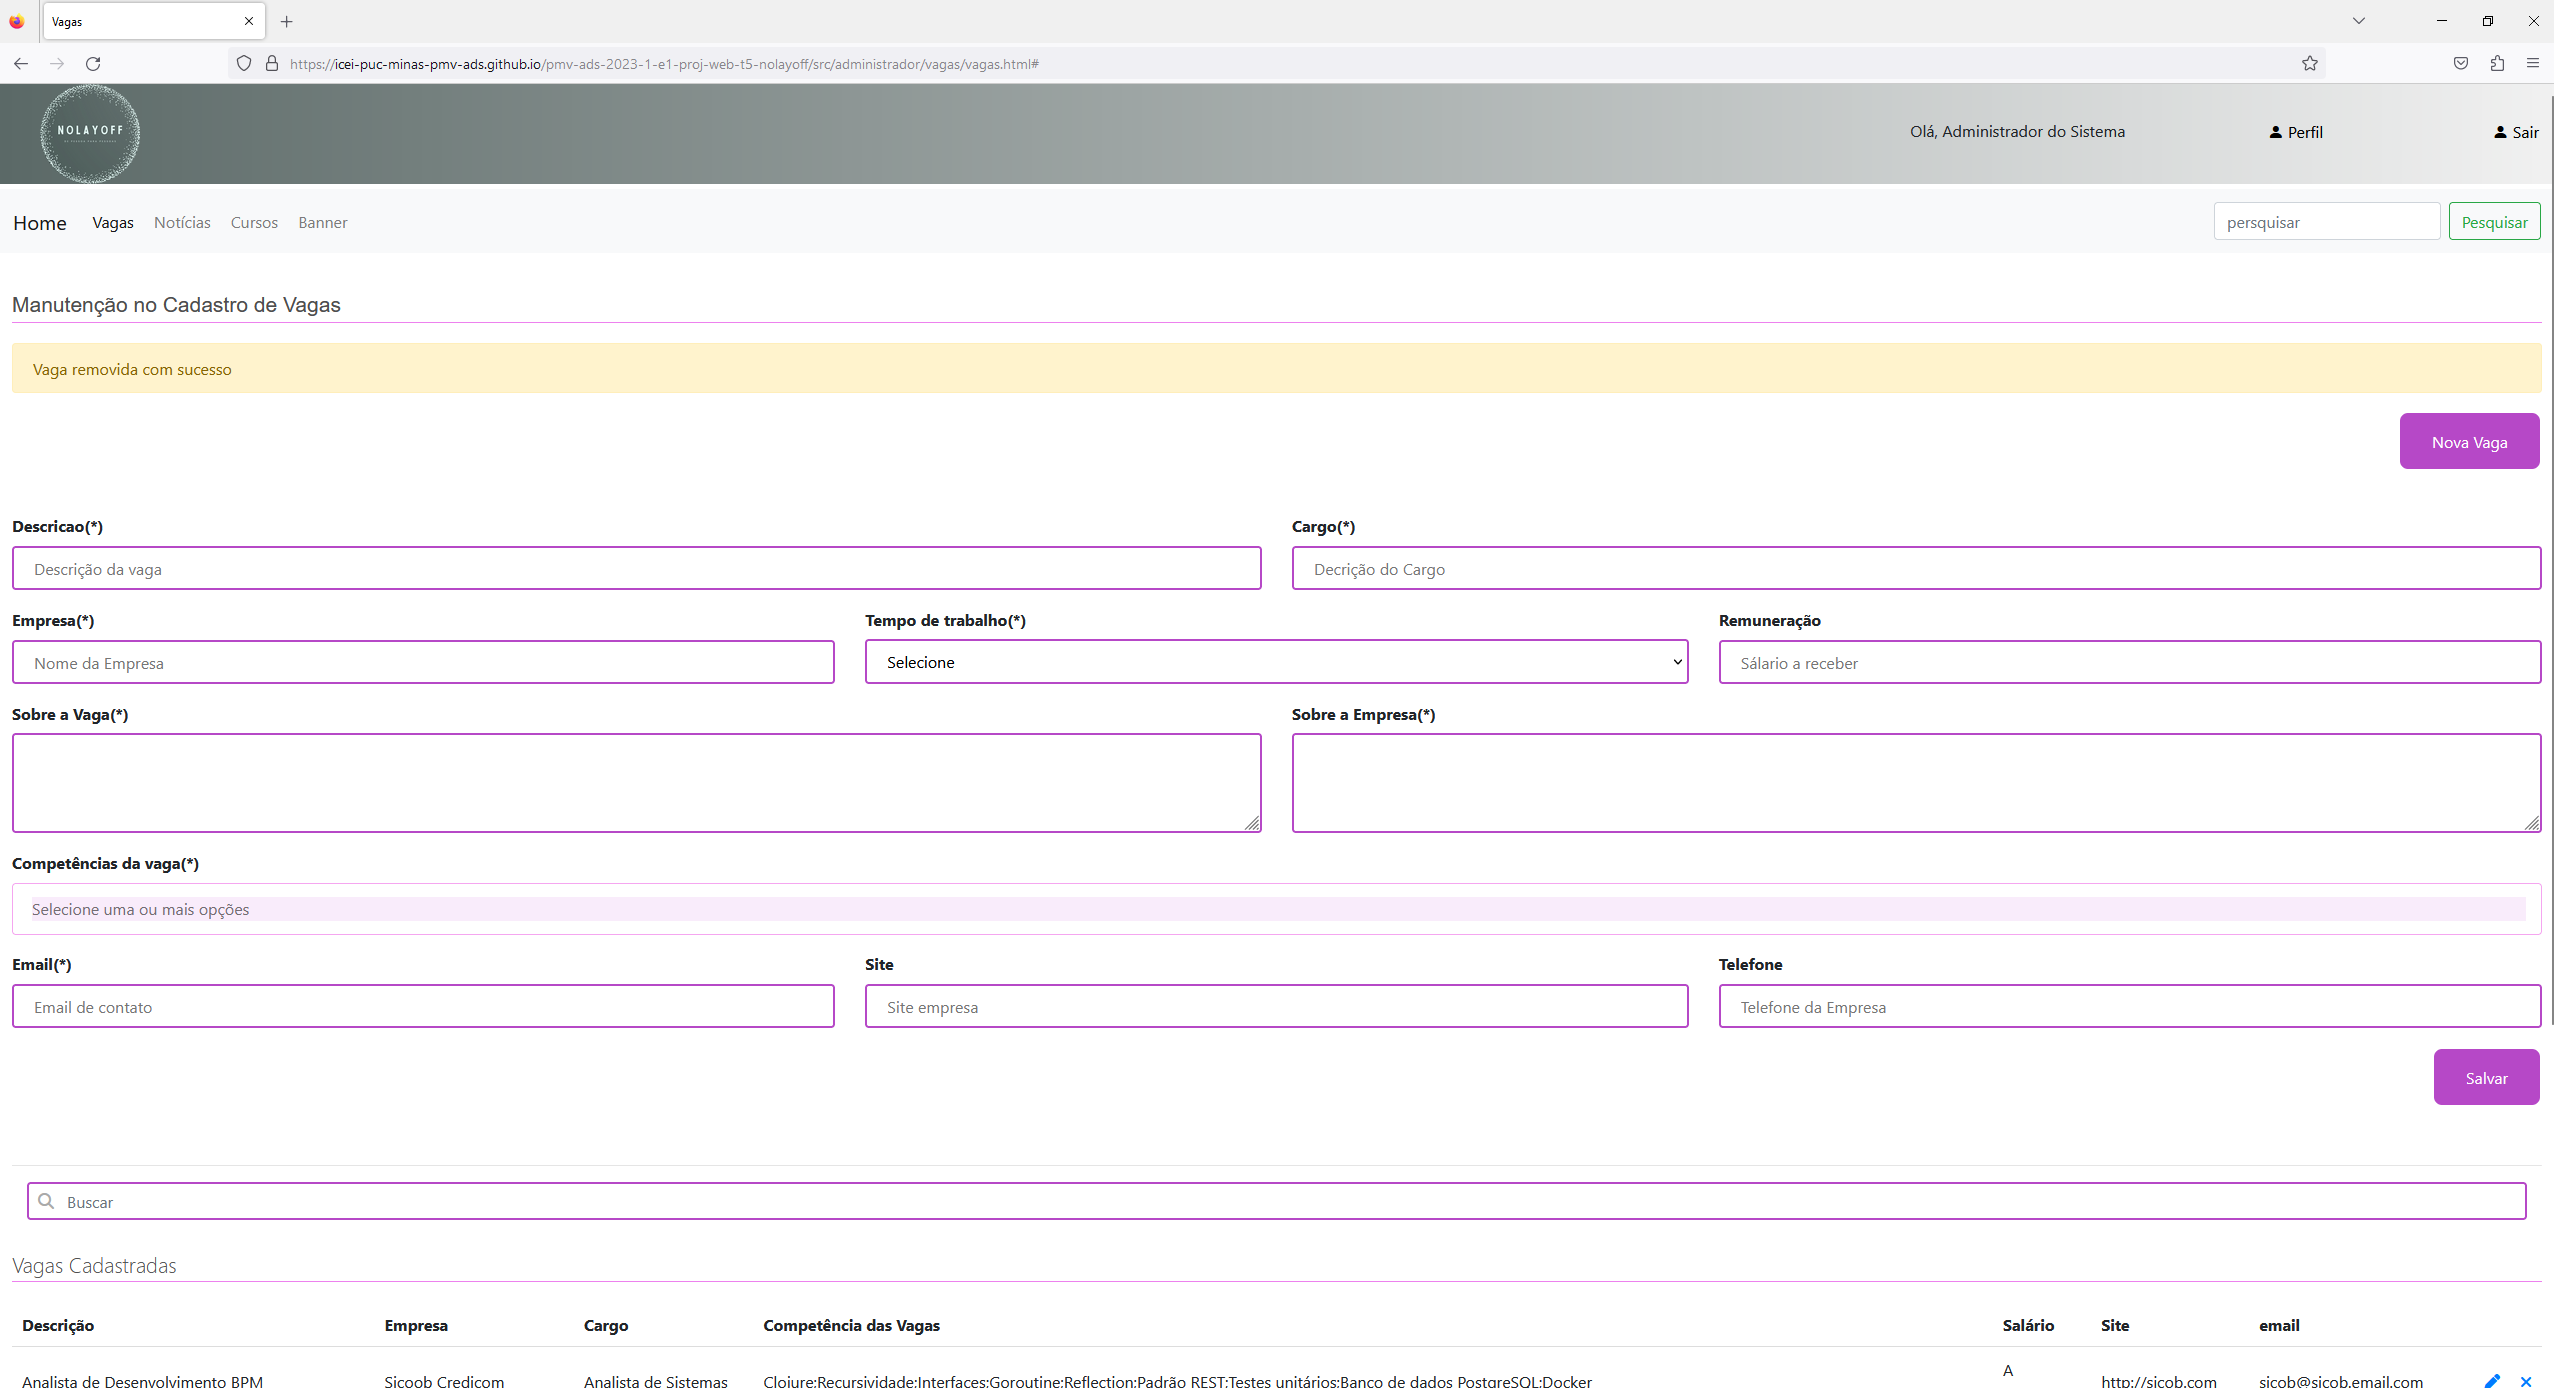 Vagas
https://icei-puc-minas-pmv-ads.github.io/pmv-ads-2023-1-e1-proj-web-t5-nolayoff/src/administrador/vagas/vagas.html#
NOLAYOFF
Olá, Administrador do Sistema
Perfil
Sair
Home Vagas Notícias Cursos Banner
persquisar
Pesquisar
Manutenção no Cadastro de Vagas
Vaga removida com sucesso
Nova Vaga
Descricao(*) Cargo(*)
Descrição da vaga Decrição do Cargo
Empresa(*) Tempo de trabalho(*) Remuneração
Nome da Empresa Selecione Sálario a receber
Sobre a Vaga(*) Sobre a Empresa(*)
Competências da vaga(*)
Selecione uma ou mais opções
Email(*) Site Telefone
Email de contato Site empresa Telefone da Empresa
Salvar
Buscar
Vagas Cadastradas
Descrição Empresa Cargo Competência das Vagas Salário Site email
A
Analista de Desenvolvimento BPM Sicoob Credicom Analista de Sistemas Clojure;Recursividade;Interfaces;Goroutine;Reflection;Padrão REST;Testes unitários;Banco de dados PostgreSQL;Docker http://sicob.com sicob@sicob.email.com